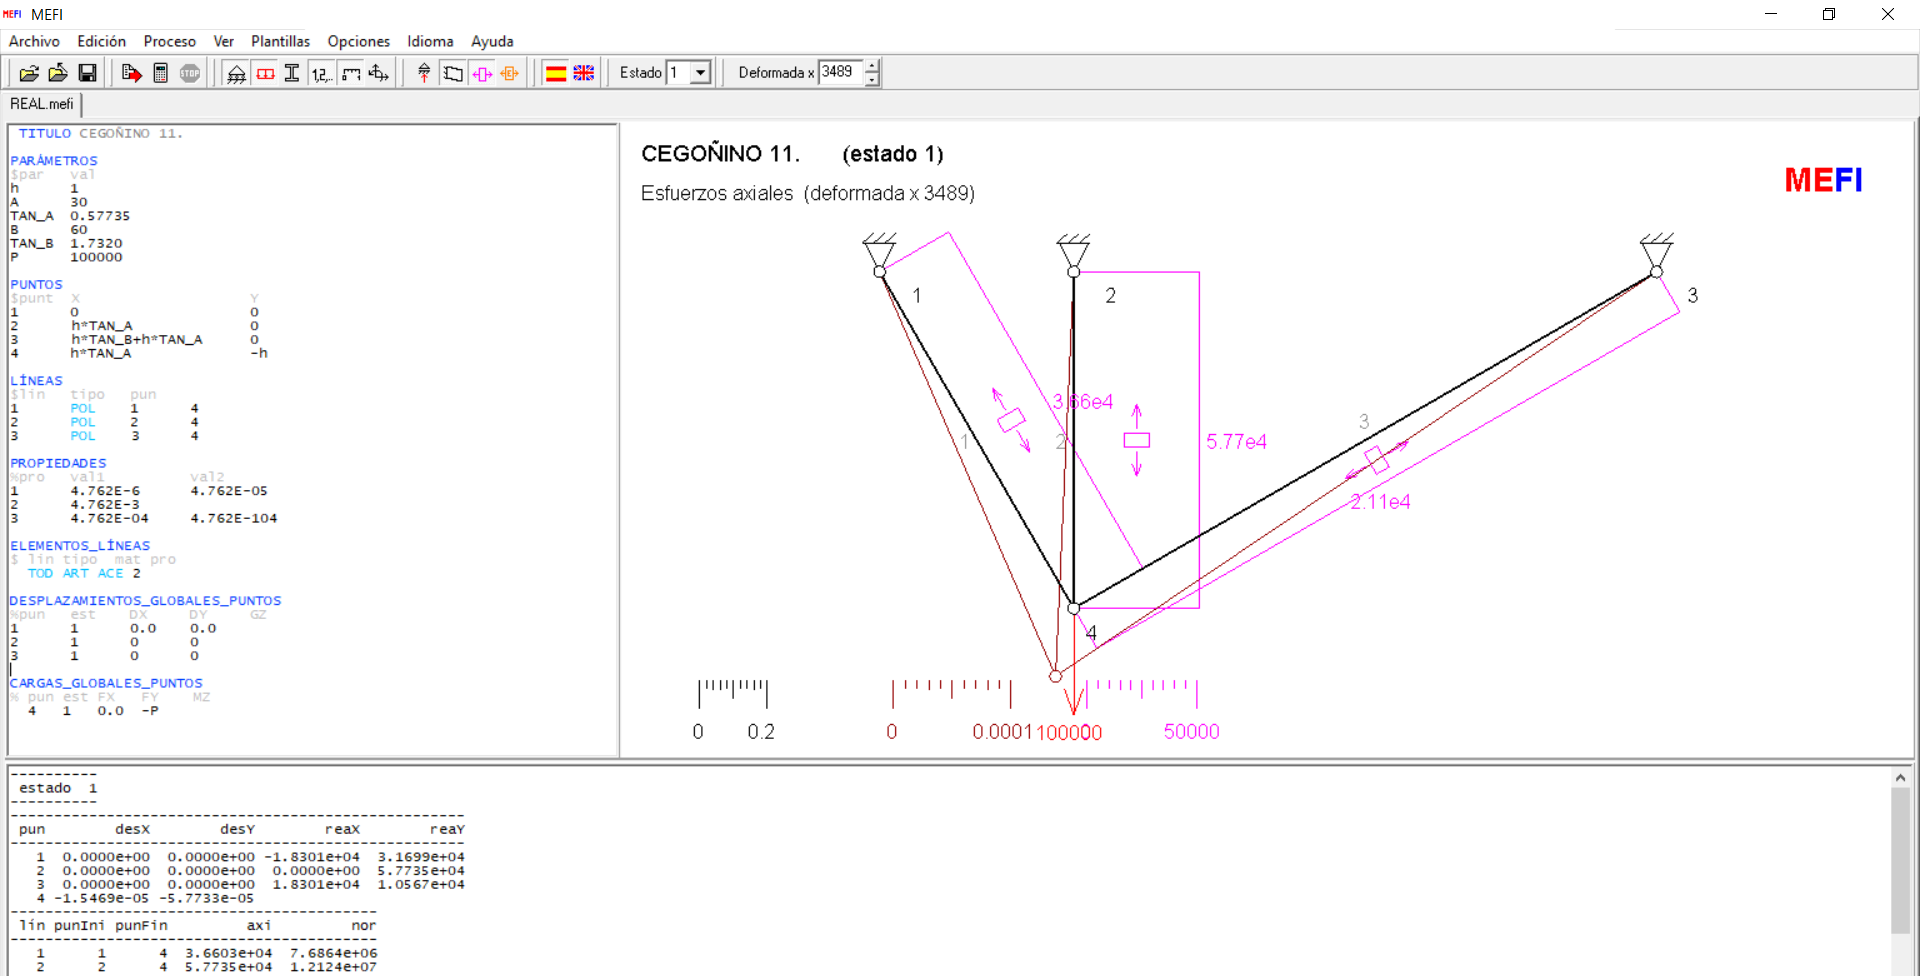 MEFI MEFI
Archivo Edición Proceso Ver Plantillas Opciones Idioma Ayuda
STOP 1,2,.. Estado 1 Deformada x 3489
REAL.mefi
TITULO CEGOÑINO 11.
PARÁMETROS
$par val
h 1
A 30
TAN_A 0.57735
B 60
TAN_B 1.7320
P 100000
PUNTOS
$punt X Y
1 0 0
2 h*TAN_A 0
3 h*TAN_B+h*TAN_A 0
4 h*TAN_A -h
LÍNEAS
$lin tipo pun
1 POL 1 4
2 POL 2 4
3 POL 3 4
PROPIEDADES
%pro val1 val2
1 4.762E-6 4.762E-05
2 4.762E-3
3 4.762E-04 4.762E-104
ELEMENTOS_LÍNEAS
$ lin tipo mat pro
TOD ART ACE 2
DESPLAZAMIENTOS_GLOBALES_PUNTOS
%pun est DX DY GZ
1 1 0.0 0.0
2 1 0 0
3 1 0 0
CARGAS_GLOBALES_PUNTOS
% pun est FX FY MZ
4 1 0.0 -P
CEGOÑINO 11. (estado 1)
Esfuerzos axiales (deformada x 3489)
MEFI
1 2 3
3.66e4
1 2 5.77e4 3
2.11e4
4
0 0.2 0 0.0001 100000 0 50000
----------
estado 1
----------
pun desX desY reaX reaY
1 0.0000e+00 0.0000e+00 -1.8301e+04 3.1699e+04
2 0.0000e+00 0.0000e+00 0.0000e+00 5.7735e+04
3 0.0000e+00 0.0000e+00 1.8301e+04 1.0567e+04
4 -1.5469e-05 -5.7733e-05
lín punIni punFin axi nor
1 1 4 3.6603e+04 7.6864e+06
2 2 4 5.7735e+04 1.2124e+07